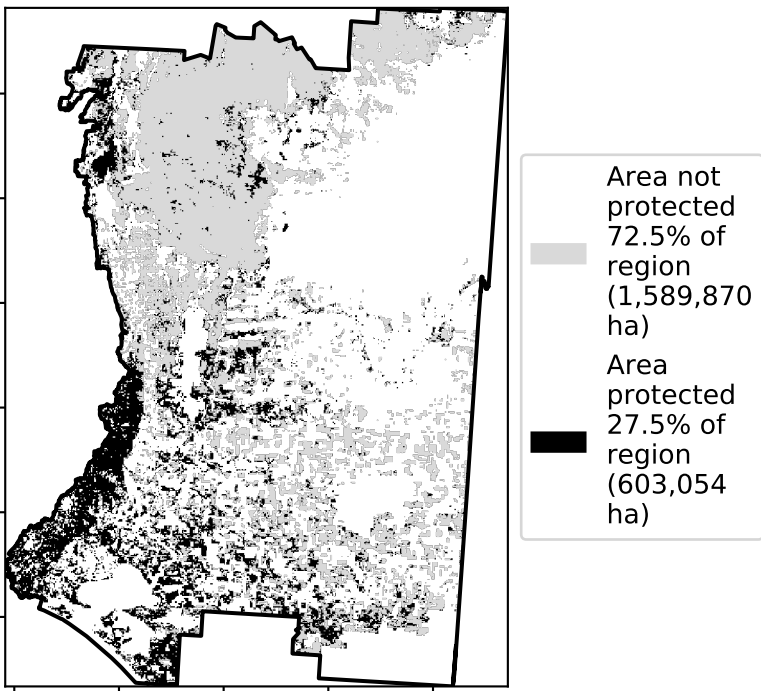 Area not
protected
72.5% of
region
(1,589,870
ha)
Area
protected
27.5% of
region
(603,054
ha)